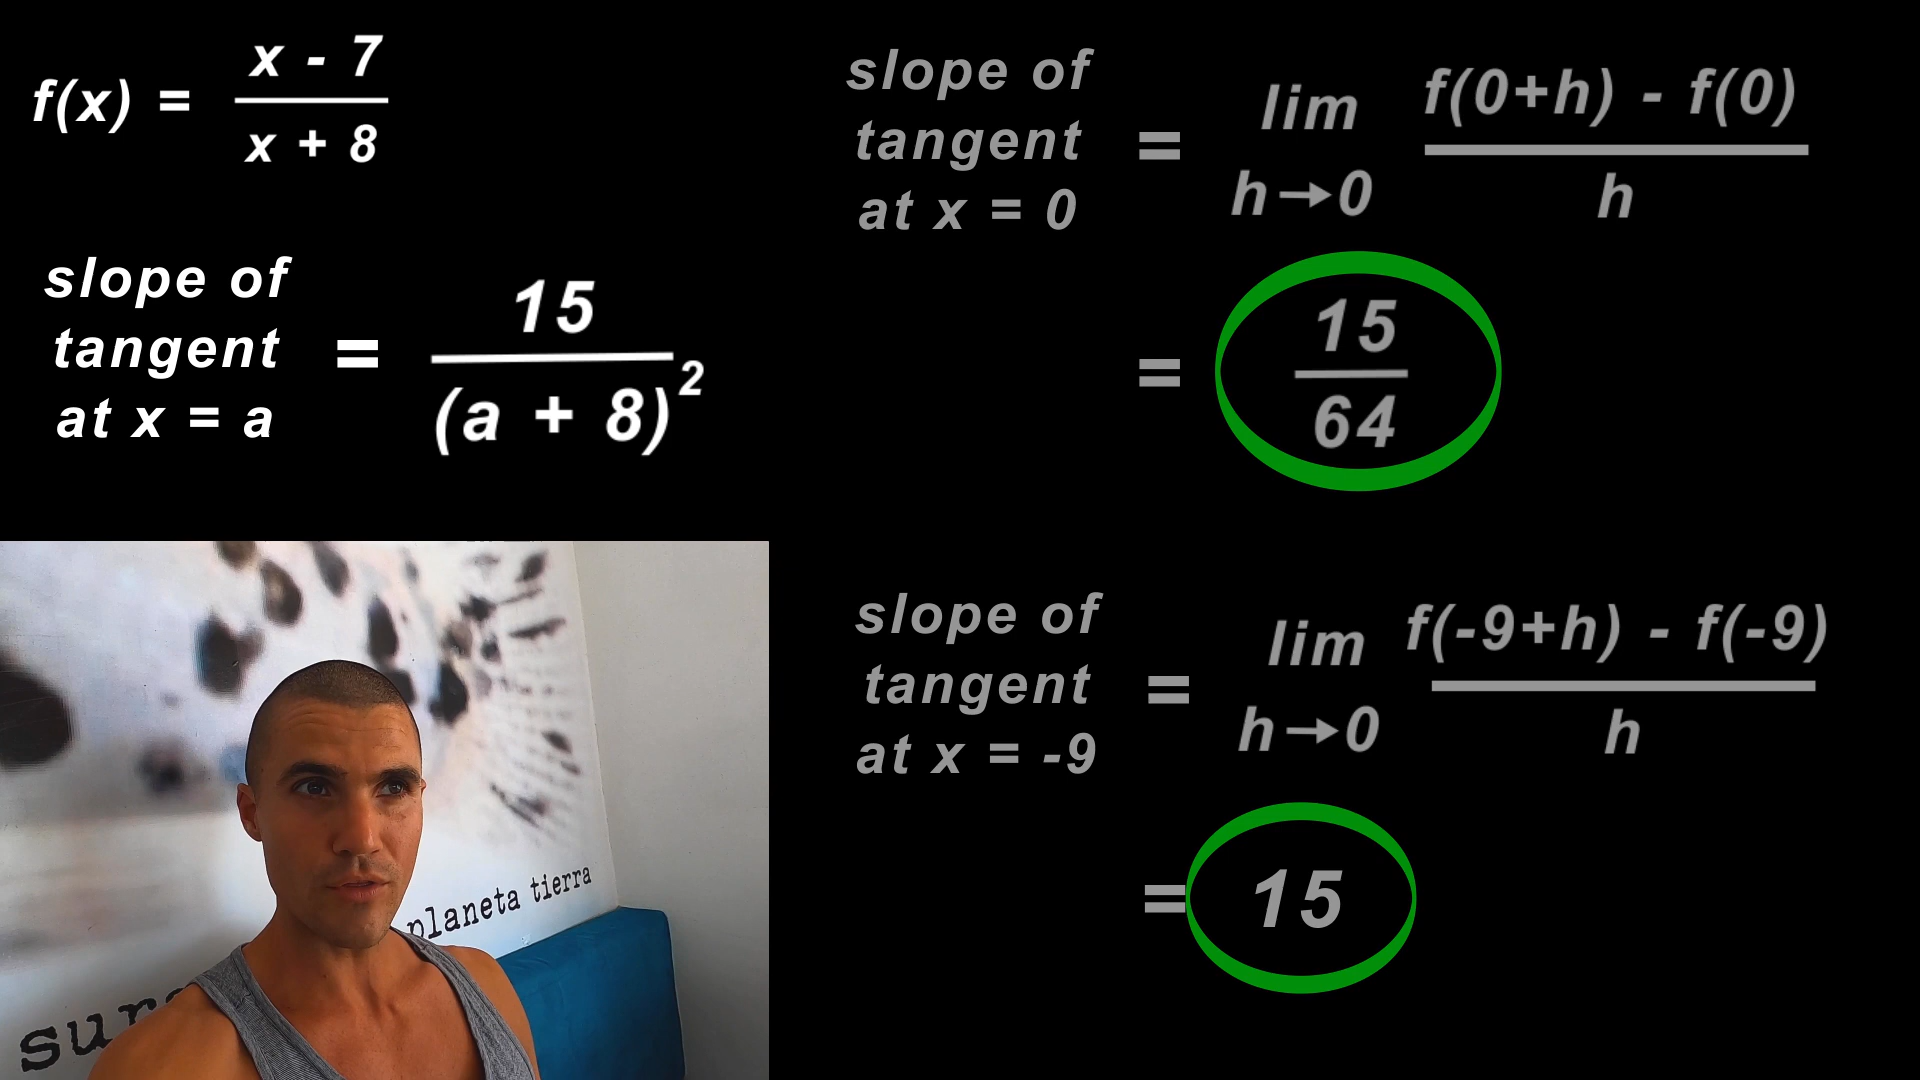 f(x) = x - 7
x + 8
slope of
tangent
at x = a
= 15
(a + 8)²
slope of
tangent
at x = 0
= lim
h→0
f(0+h) - f(0)
h
= 15
64
slope of
tangent
at x = -9
= lim
h→0
f(-9+h) - f(-9)
h
= 15
planeta tierra